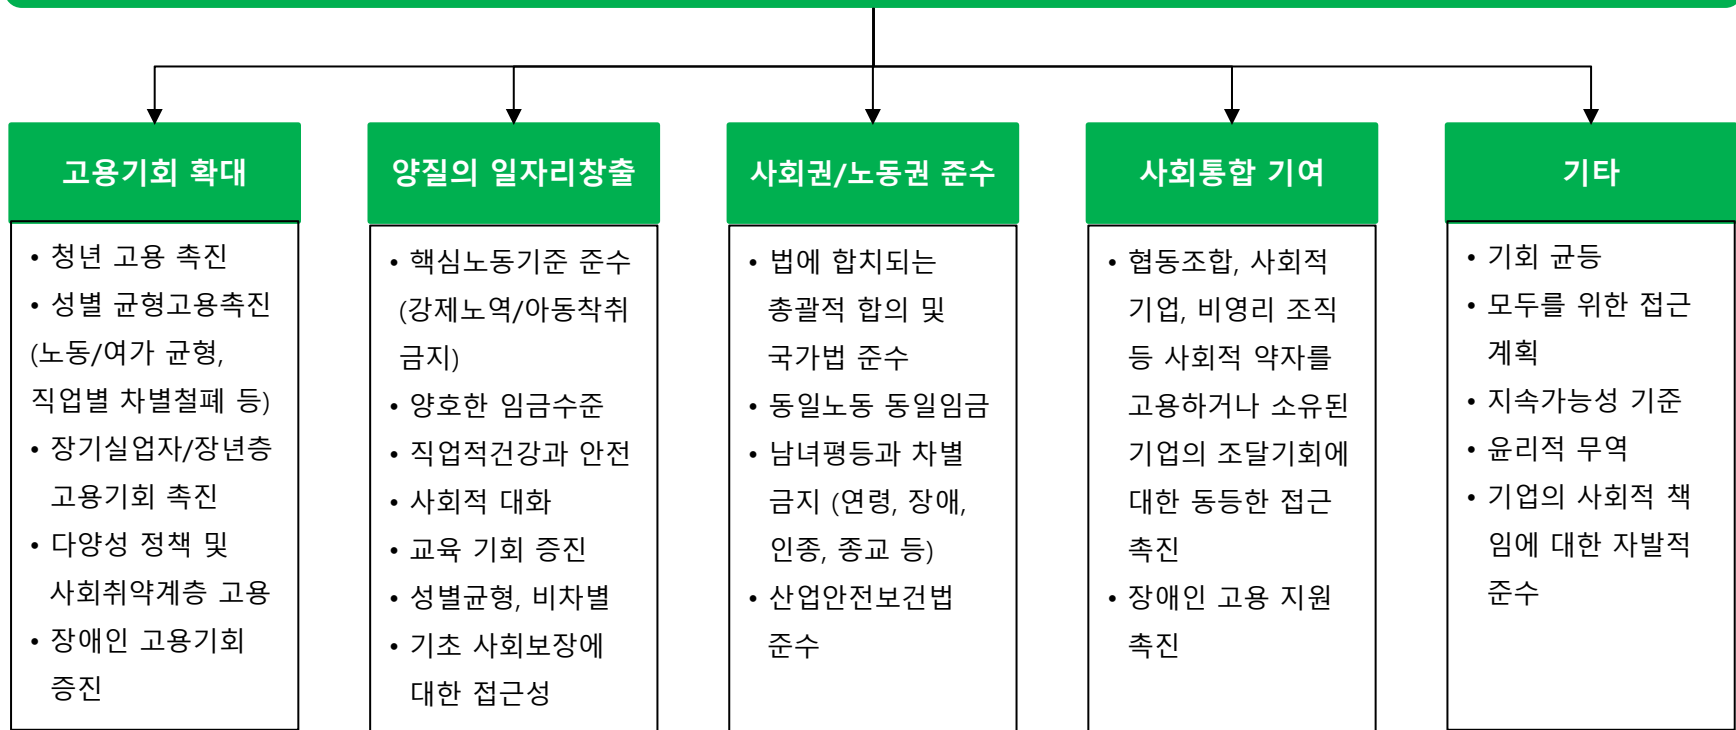 고용기회 확대
• 청년 고용 촉진
• 성별 균형고용촉진
(노동/여가 균형,
직업별 차별철폐 등)
• 장기실업자/장년층
고용기회 촉진
• 다양성 정책 및
사회취약계층 고용
• 장애인 고용기회
증진
양질의 일자리창출
• 핵심노동기준 준수
(강제노역/아동착취
금지)
• 양호한 임금수준
• 직업적건강과 안전
• 사회적 대화
• 교육 기회 증진
• 성별균형, 비차별
• 기초 사회보장에
대한 접근성
사회권/노동권 준수
• 법에 합치되는
총괄적 합의 및
국가법 준수
• 동일노동 동일임금
• 남녀평등과 차별
금지 (연령, 장애,
인종, 종교 등)
• 산업안전보건법
준수
사회통합 기여
• 협동조합, 사회적
기업, 비영리 조직
등 사회적 약자를
고용하거나 소유된
기업의 조달기회에
대한 동등한 접근
촉진
• 장애인 고용 지원
촉진
기타
• 기회 균등
• 모두를 위한 접근
계획
• 지속가능성 기준
• 윤리적 무역
• 기업의 사회적 책
임에 대한 자발적
준수